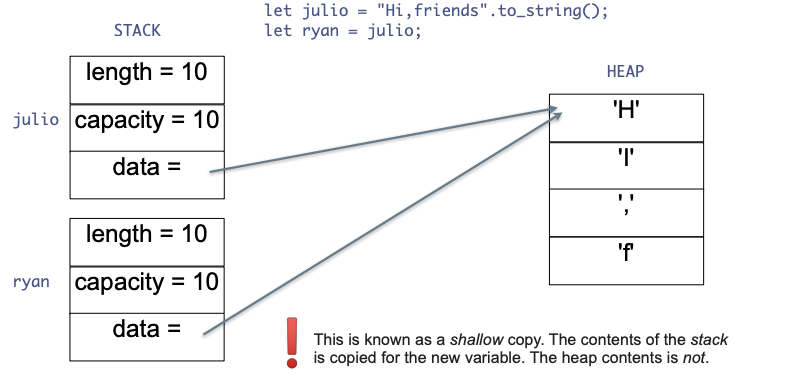 let julio = "Hi,friends".to_string();
let ryan = julio;
STACK
HEAP
julio
length = 10
capacity = 10
data =
ryan
length = 10
capacity = 10
data =
'H'
'I'
','
'f'
This is known as a shallow copy. The contents of the stack
is copied for the new variable. The heap contents is not.